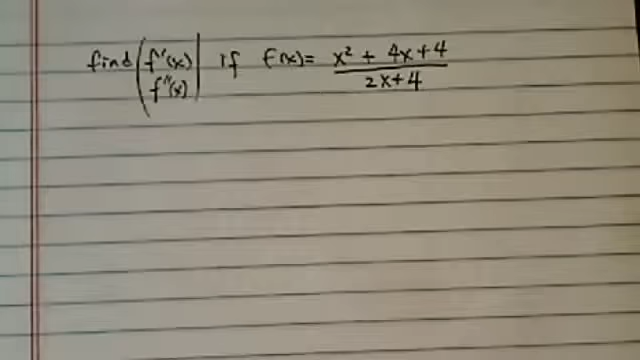 find | f'(x) | if f(x) = x² + 4x + 4 / 2x + 4
f''(x)